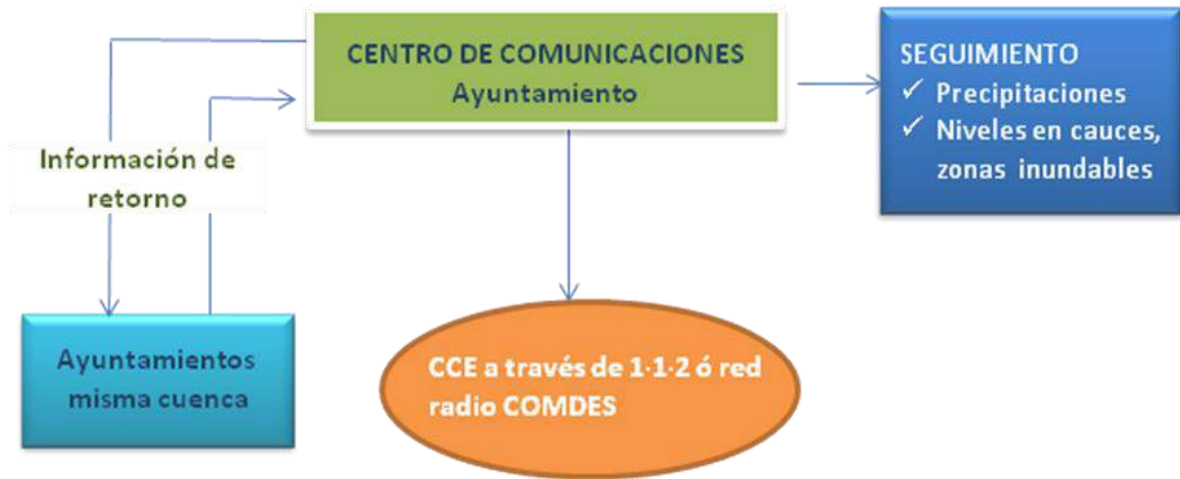 CENTRO DE COMUNICACIONES
Ayuntamiento
SEGUIMIENTO
✓ Precipitaciones
✓ Niveles en cauces,
zonas inundables
Información de
retorno
Ayuntamientos
misma cuenca
CCE a través de 1·1·2 ó red
radio COMDES